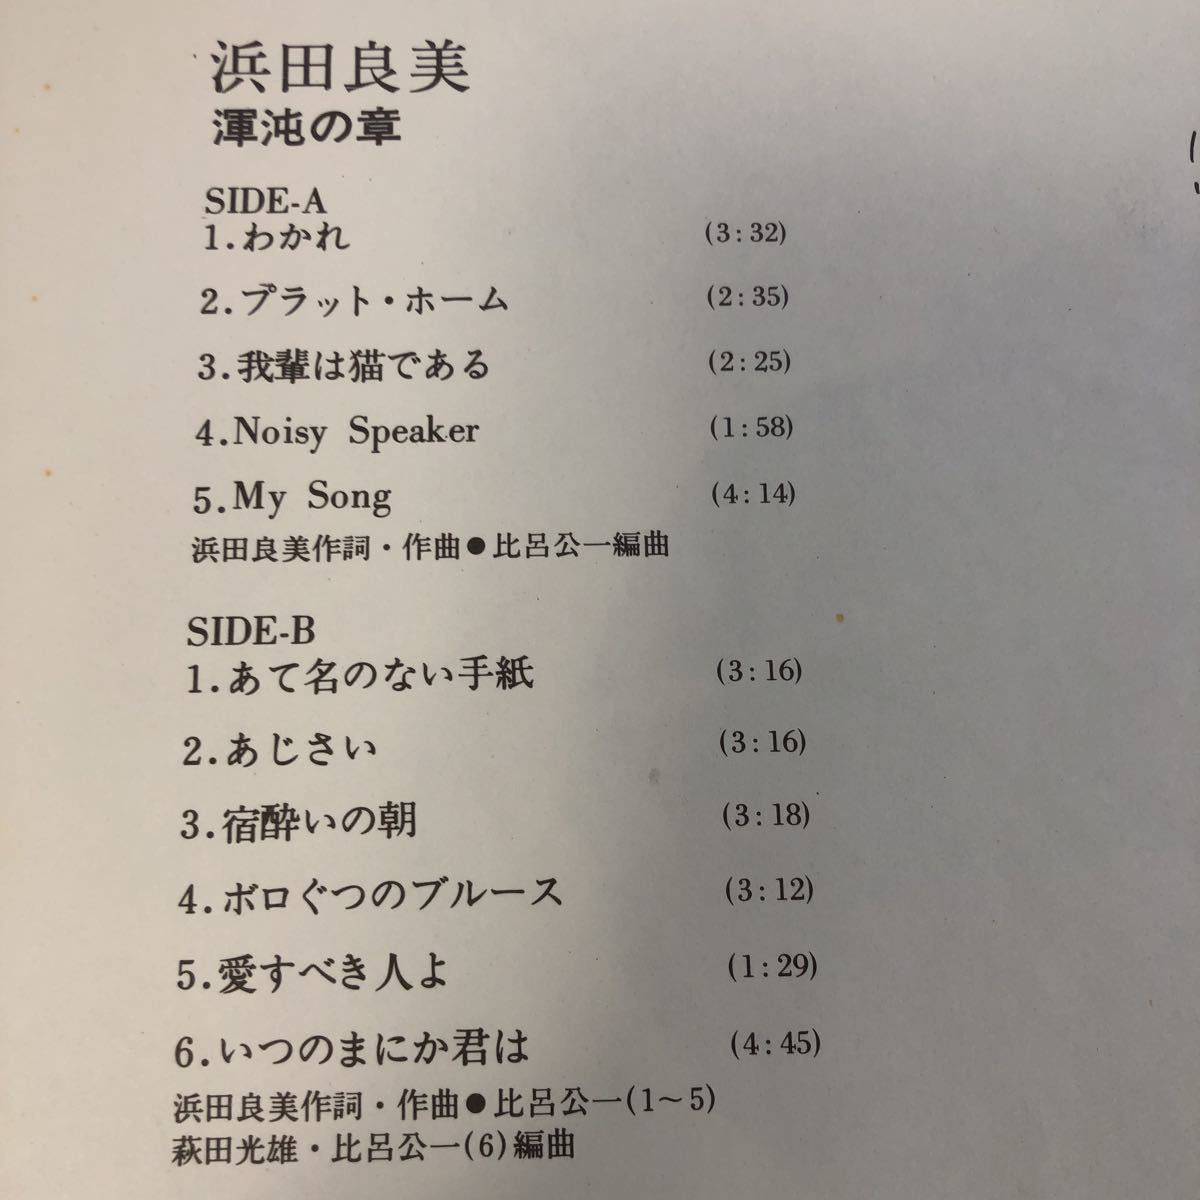 浜田良美
渾沌の章
SIDE-A
1.わかれ (3:32)
2.プラット・ホーム (2:35)
3.我輩は猫である (2:25)
4.Noisy Speaker (1:58)
5.My Song (4:14)
浜田良美作詞・作曲●比呂公一編曲
SIDE-B
1.あて名のない手紙 (3:16)
2.あじさい (3:16)
3.宿酔いの朝 (3:18)
4.ボロぐつのブルース (3:12)
5.愛すべき人よ (1:29)
6.いつのまにか君は (4:45)
浜田良美作詞・作曲●比呂公一(1~5)
萩田光雄・比呂公一(6)編曲